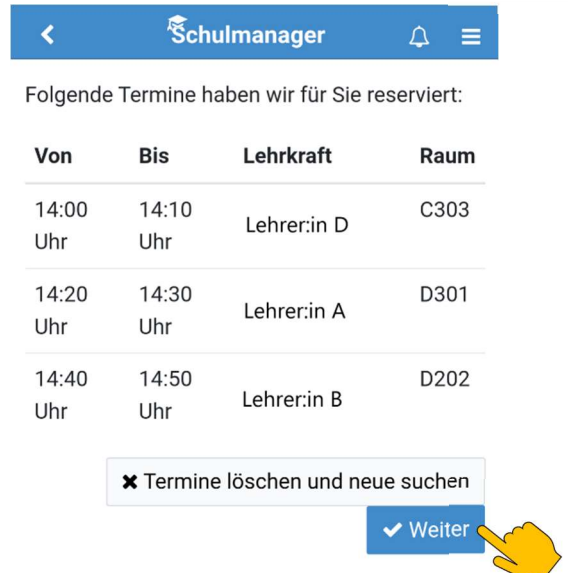 Schulmanager
Folgende Termine haben wir für Sie reserviert:
Von Bis Lehrkraft Raum
14:00 Uhr 14:10 Uhr Lehrer:in D C303
14:20 Uhr 14:30 Uhr Lehrer:in A D301
14:40 Uhr 14:50 Uhr Lehrer:in B D202
Termine löschen und neue suchen
Weiter